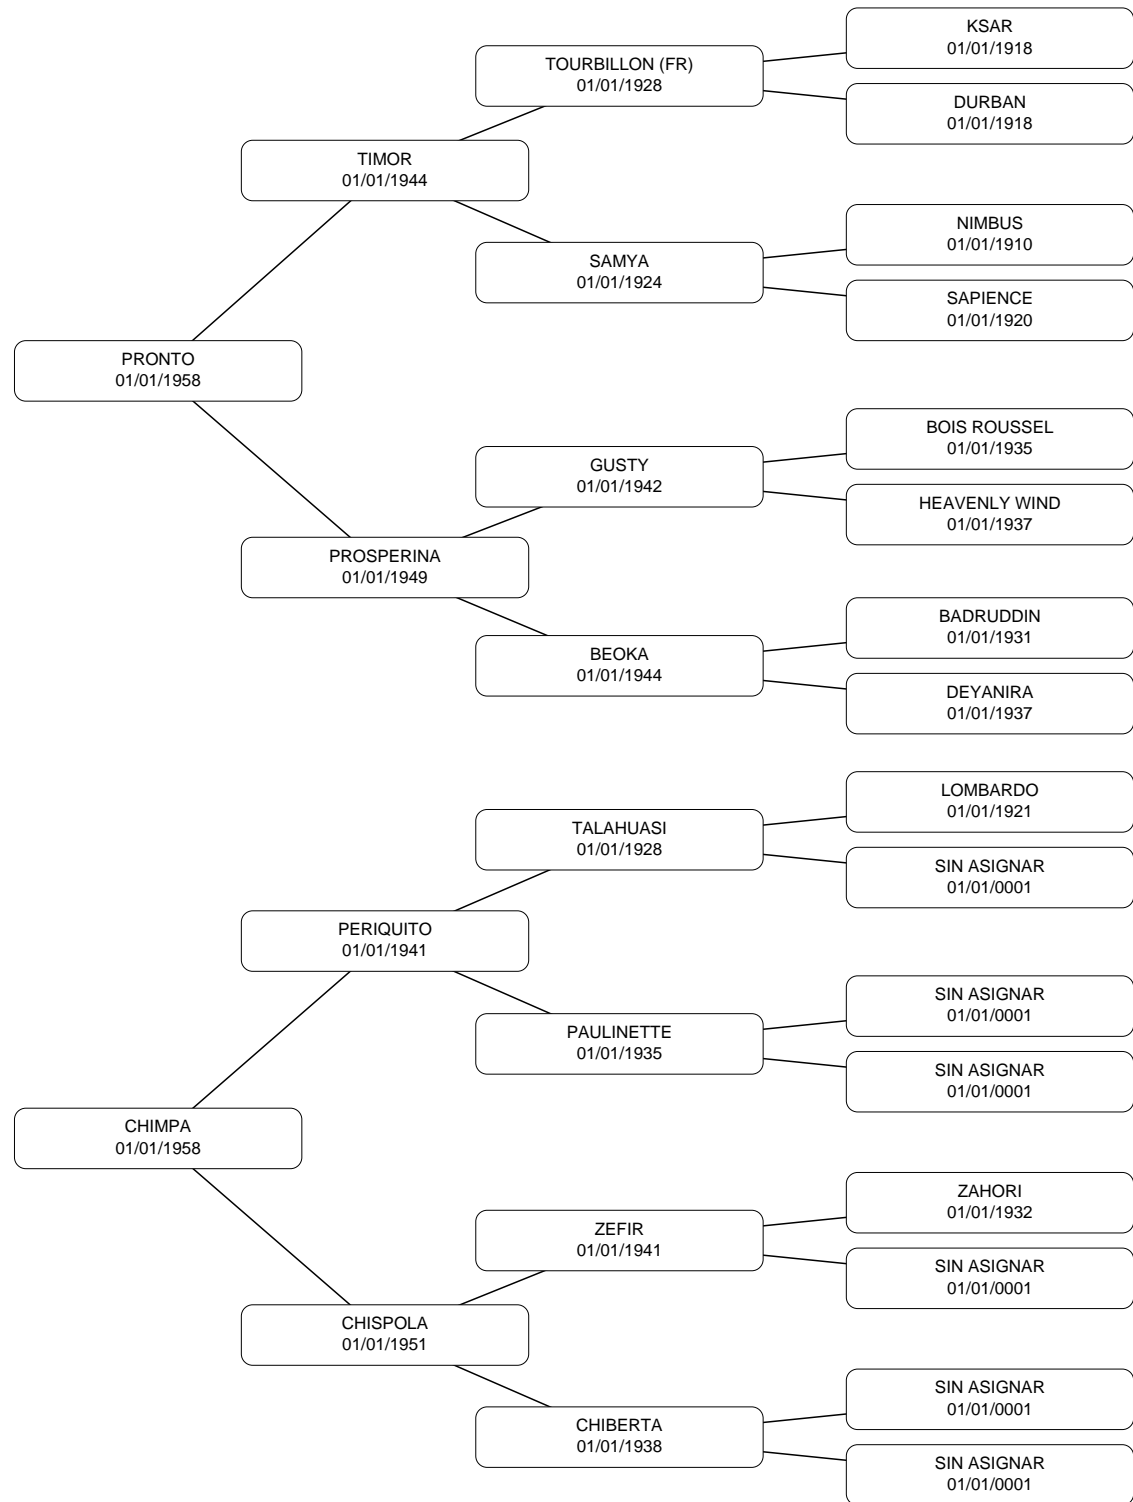 KSAR
01/01/1918
TOURBILLON (FR)
01/01/1928
DURBAN
01/01/1918
TIMOR
01/01/1944
NIMBUS
01/01/1910
SAMYA
01/01/1924
SAPIENCE
01/01/1920
PRONTO
01/01/1958
BOIS ROUSSEL
01/01/1935
GUSTY
01/01/1942
HEAVENLY WIND
01/01/1937
PROSPERINA
01/01/1949
BADRUDDIN
01/01/1931
BEOKA
01/01/1944
DEYANIRA
01/01/1937
LOMBARDO
01/01/1921
TALAHUASI
01/01/1928
SIN ASIGNAR
01/01/0001
PERIQUITO
01/01/1941
SIN ASIGNAR
01/01/0001
PAULINETTE
01/01/1935
SIN ASIGNAR
01/01/0001
CHIMPA
01/01/1958
ZAHORI
01/01/1932
ZEFIR
01/01/1941
SIN ASIGNAR
01/01/0001
CHISPOLA
01/01/1951
SIN ASIGNAR
01/01/0001
CHIBERTA
01/01/1938
SIN ASIGNAR
01/01/0001